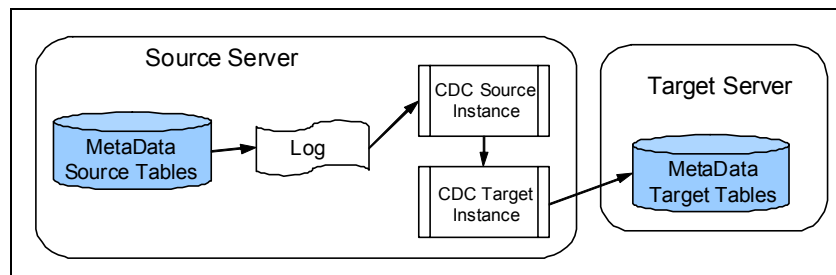 Source Server
MetaData
Source Tables
Log
CDC Source
Instance
CDC Target
Instance
Target Server
MetaData
Target Tables